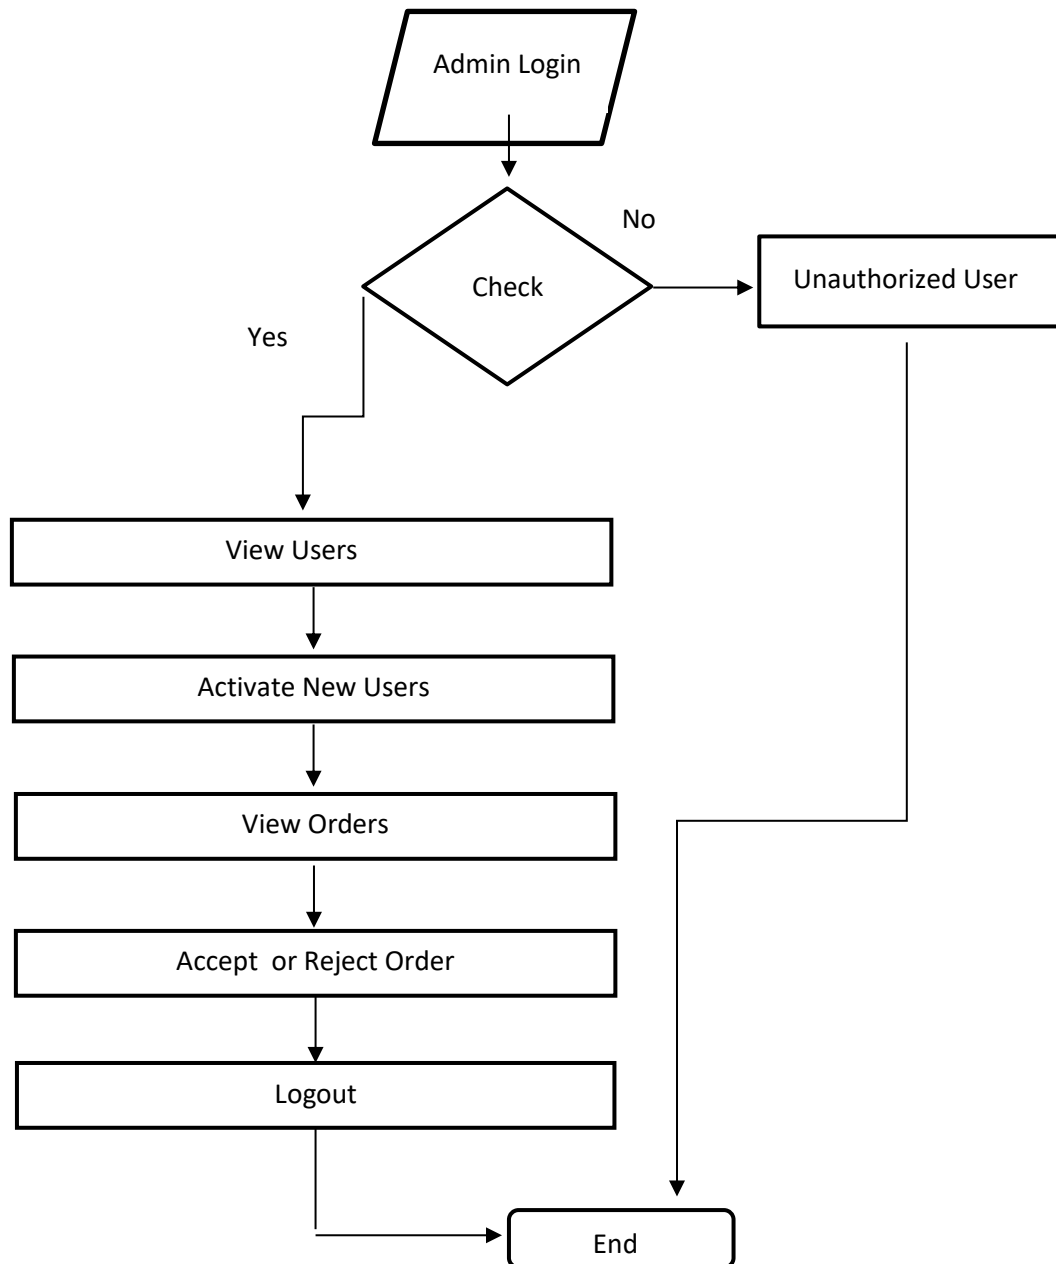 Admin Login
No
Check
Unauthorized User
Yes
View Users
Activate New Users
View Orders
Accept  or Reject Order
Logout
End